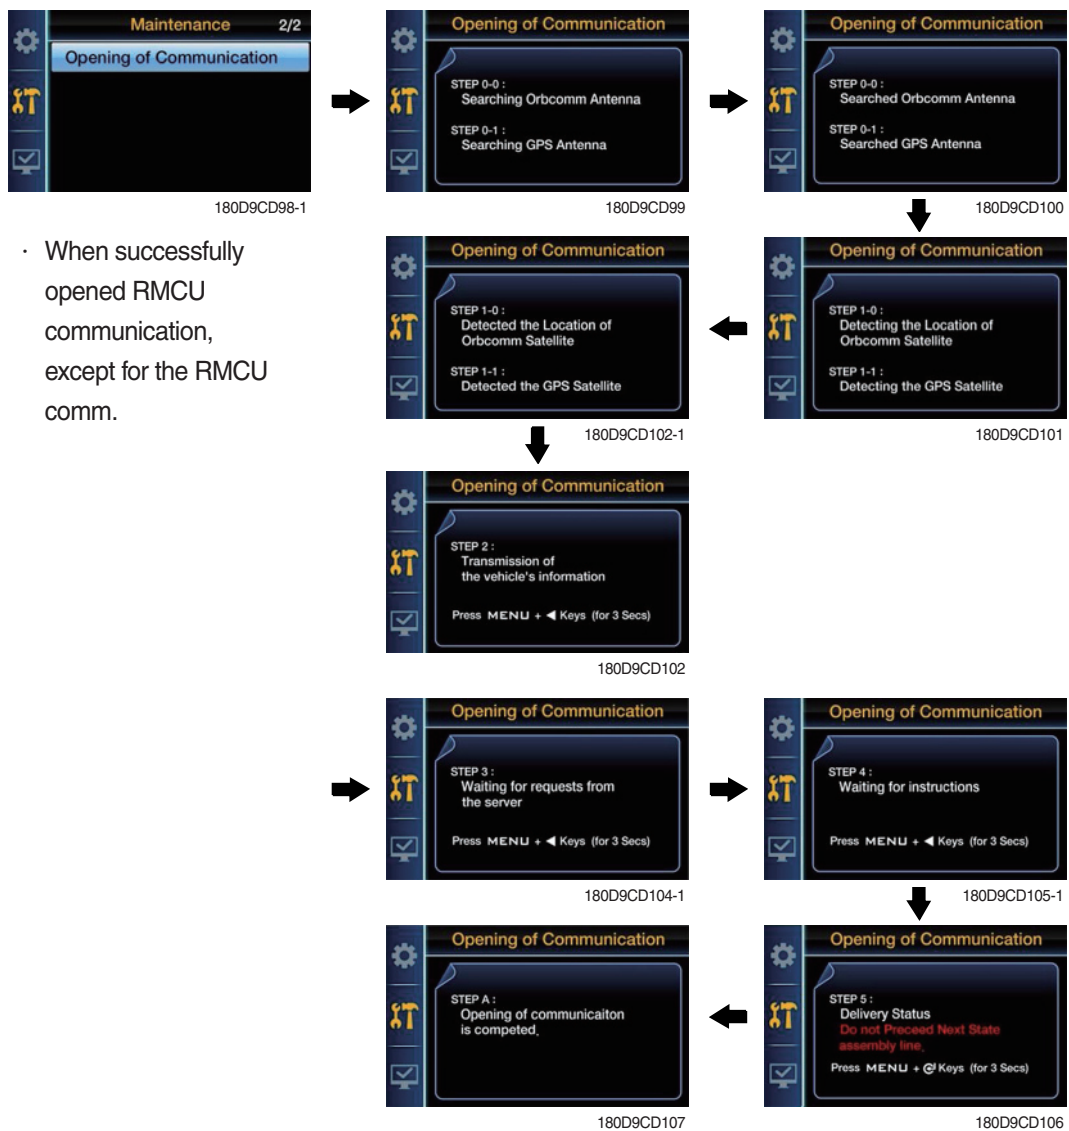 Maintenance 2/2
Opening of Communication
180D9CD98-1
· When successfully
opened RMCU
communication,
except for the RMCU
comm.
Opening of Communication
STEP 0-0 :
Searching Orbcomm Antenna
STEP 0-1 :
Searching GPS Antenna
180D9CD99
Opening of Communication
STEP 0-0 :
Searched Orbcomm Antenna
STEP 0-1 :
Searched GPS Antenna
180D9CD100
Opening of Communication
STEP 1-0 :
Detecting the Location of
Orbcomm Satellite
STEP 1-1 :
Detecting the GPS Satellite
180D9CD101
Opening of Communication
STEP 1-0 :
Detected the Location of
Orbcomm Satellite
STEP 1-1 :
Detected the GPS Satellite
180D9CD102-1
Opening of Communication
STEP 2 :
Transmission of
the vehicle's information
Press MENU + ◀ Keys (for 3 Secs)
180D9CD102
Opening of Communication
STEP 3 :
Waiting for requests from
the server
Press MENU + ◀ Keys (for 3 Secs)
180D9CD104-1
Opening of Communication
STEP 4 :
Waiting for instructions
Press MENU + ◀ Keys (for 3 Secs)
180D9CD105-1
Opening of Communication
STEP 5 :
Delivery Status
Do not Preceed Next State
assembly line.
Press MENU + Keys (for 3 Secs)
180D9CD106
Opening of Communication
STEP A :
Opening of communicaiton
is competed.
180D9CD107